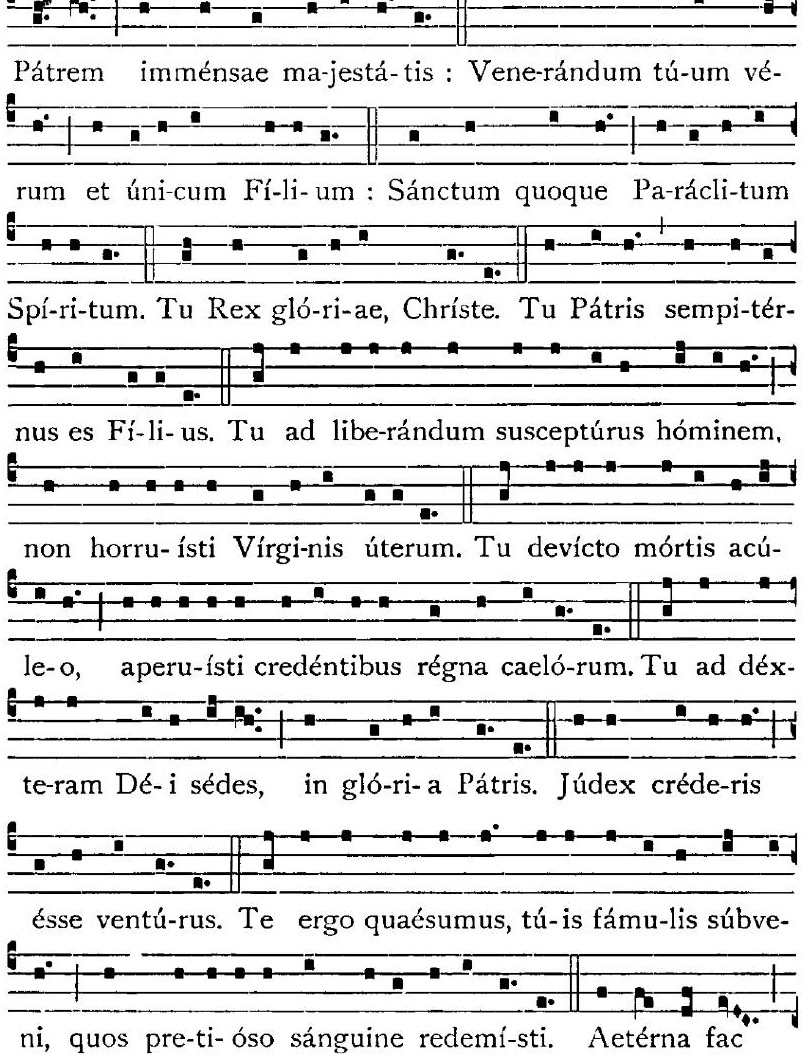 Pátrem imménsae ma-jestá-tis : Vene-rándum tú-um vé-
rum et úni-cum Fí-li- um : Sánctum quoque Pa-rácli-tum
Spí-ri-tum. Tu Rex gló-ri-ae, Chríste. Tu Pátris sempi-tér-
nus es Fí-li- us. Tu ad libe-rándum susceptúrus hóminem,
non horru- ísti Vírgi-nis úterum. Tu devícto mórtis acú-
le- o, aperu-ísti credéntibus régna caeló-rum. Tu ad déx-
te-ram Dé- i sédes, in gló-ri- a Pátris. Júdex créde-ris
ésse ventú-rus. Te ergo quaésumus, tú-is fámu-lis súbve-
ni, quos pre-ti- óso sánguine redemí-sti. Aetérna fac